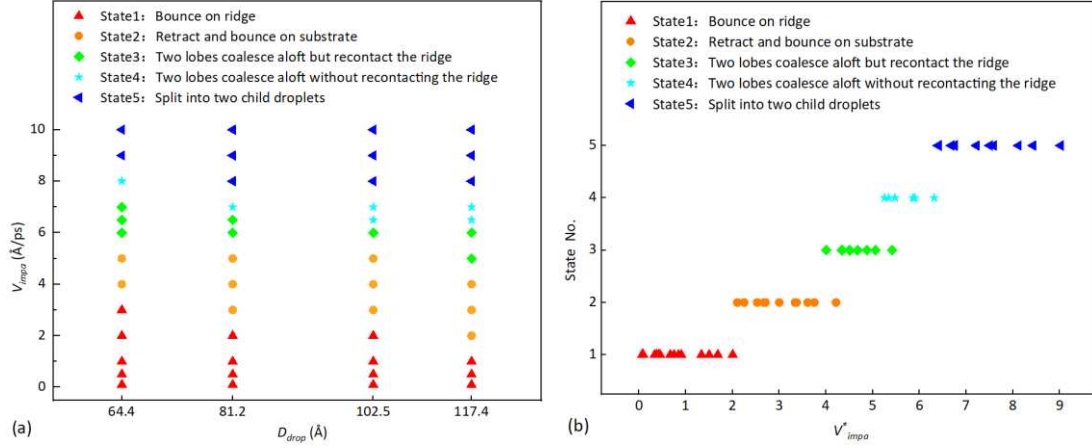 State1: Bounce on ridge
State2: Retract and bounce on substrate
State3: Two lobes coalesce aloft but recontact the ridge
State4: Two lobes coalesce aloft without recontacting the ridge
State5: Split into two child droplets
10
8
6
4
2
0
V_impa (Å/ps)
64.4 81.2 102.5 117.4
(a)
D_drop (Å)
State1: Bounce on ridge
State2: Retract and bounce on substrate
State3: Two lobes coalesce aloft but recontact the ridge
State4: Two lobes coalesce aloft without recontacting the ridge
State5: Split into two child droplets
5
4
3
2
1
State No.
0 1 2 3 4 5 6 7 8 9
(b)
V*_impa